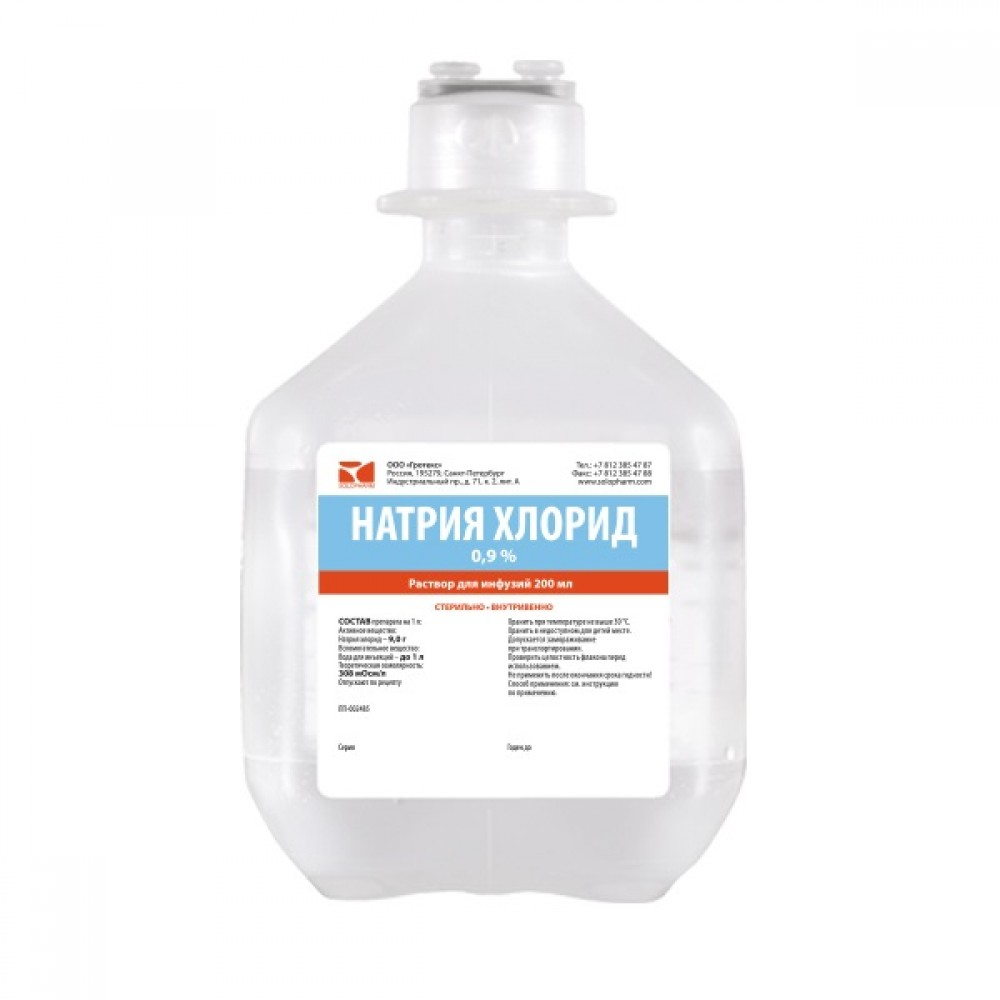 SOLOPHARM
ООО «Гротекс»
Россия, 195279, Санкт-Петербург
Индустриальный пр., д. 71, к. 2, лит. А
Тел.: +7 812 385 47 87
Факс: +7 812 385 47 88
www.solopharm.com
НАТРИЯ ХЛОРИД
0,9 %
Раствор для инфузий 200 мл
СТЕРИЛЬНО • ВНУТРИВЕННО
СОСТАВ препарата на 1 л:
Активное вещество:
Натрия хлорид – 9,0 г
Вспомогательное вещество:
Вода для инъекций – до 1 л
Теоретическая осмолярность:
308 мОсм/л
Отпускают по рецепту
ЛП-002485
Серия
Хранить при температуре не выше 30 °С.
Хранить в недоступном для детей месте.
Допускается замораживание
при транспортировании.
Проверить целостность флакона перед
использованием.
Не применять после окончания срока годности!
Способ применения: см. инструкцию
по применению.
Годен до